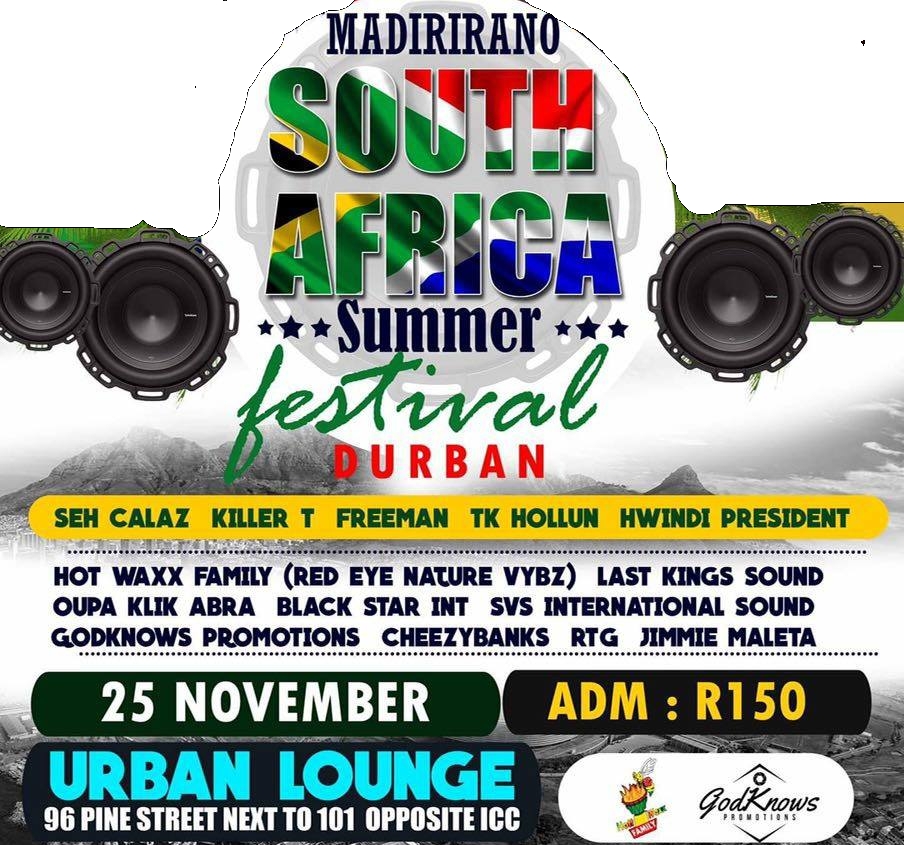 MADIRIRANO
SOUTH
AFRICA
Summer
festival
DURBAN
SEH CALAZ KILLER T FREEMAN TK HOLLUN HWINDI PRESIDENT
HOT WAXX FAMILY (RED EYE NATURE VYBZ) LAST KINGS SOUND
OUPA KLIK ABRA BLACK STAR INT SVS INTERNATIONAL SOUND
GODKNOWS PROMOTIONS CHEEZYBANKS RTG JIMMIE MALETA
25 NOVEMBER
ADM : R150
URBAN LOUNGE
96 PINE STREET NEXT TO 101 OPPOSITE ICC
FAMILY
GodKnows
PROMOTIONS